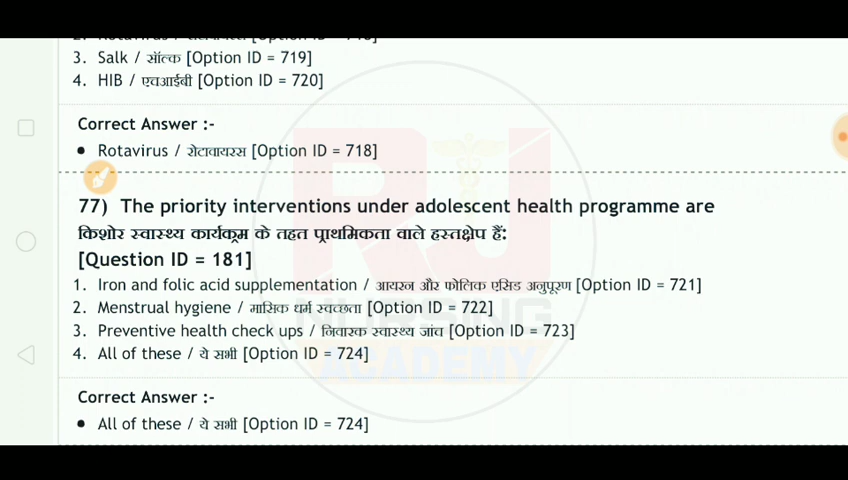 3. Salk / सॉल्क [Option ID = 719]
4. HIB / एचआईबी [Option ID = 720]
Correct Answer :-
• Rotavirus / रोटावायरस [Option ID = 718]
77) The priority interventions under adolescent health programme are
किशोर स्वास्थ्य कार्यक्रम के तहत प्राथमिकता वाले हस्तक्षेप हैं:
[Question ID = 181]
1. Iron and folic acid supplementation / आयरन और फोलिक एसिड अनुपूरण [Option ID = 721]
2. Menstrual hygiene / मासिक धर्म स्वच्छता [Option ID = 722]
3. Preventive health check ups / निवारक स्वास्थ्य जांच [Option ID = 723]
4. All of these / ये सभी [Option ID = 724]
Correct Answer :-
• All of these / ये सभी [Option ID = 724]
RJ
NURSING
ACADEMY